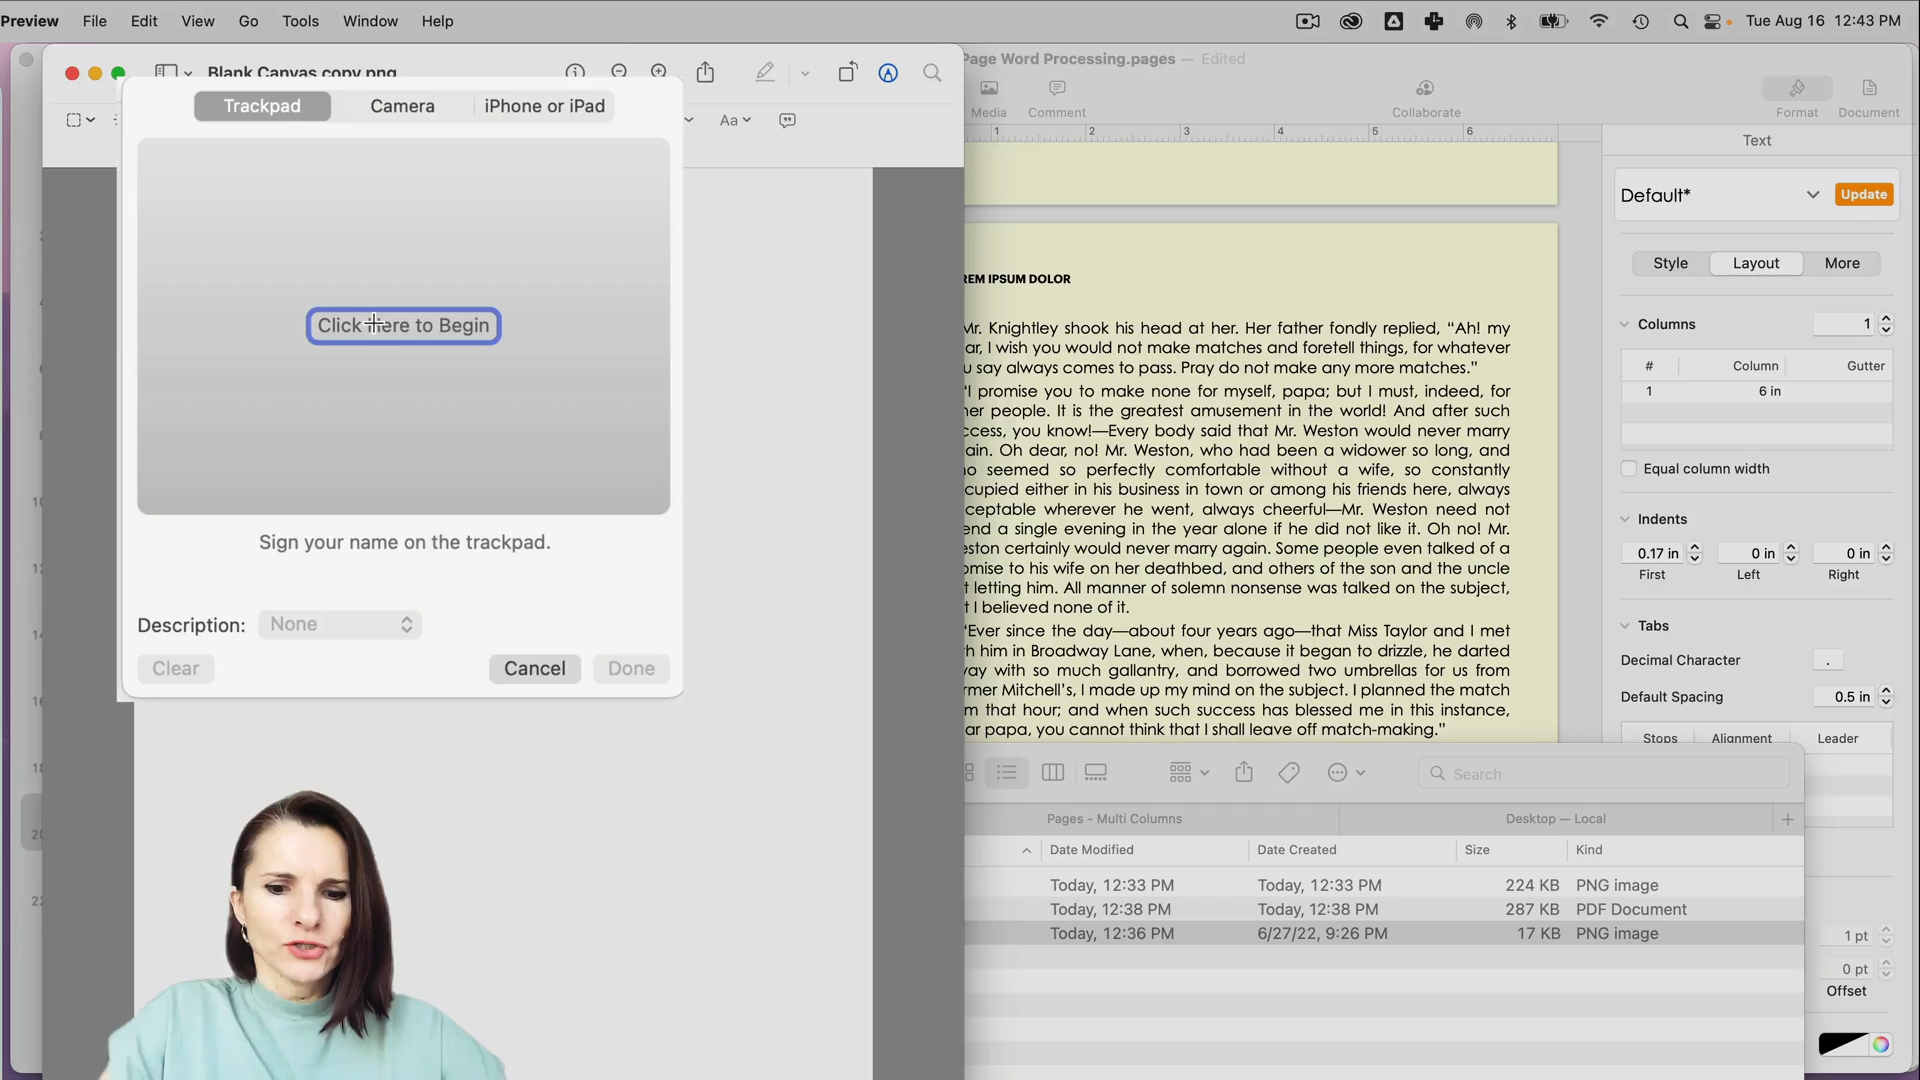 Preview File Edit View Go Tools Window Help
Tue Aug 16 12:43 PM
Blank Canvas copy.png
Page Word Processing.pages — Edited
Trackpad Camera iPhone or iPad
Aa
Click here to Begin
Sign your name on the trackpad.
Description: None
Clear Cancel Done
Media Comment Collaborate Format Document
1 2 3 4 5 6
REM IPSUM DOLOR
Mr. Knightley shook his head at her. Her father fondly replied, “Ah! my
ar, I wish you would not make matches and foretell things, for whatever
u say always comes to pass. Pray do not make any more matches.”
“I promise you to make none for myself, papa; but I must, indeed, for
her people. It is the greatest amusement in the world! And after such
ccess, you know!—Every body said that Mr. Weston would never marry
ain. Oh dear, no! Mr. Weston, who had been a widower so long, and
ho seemed so perfectly comfortable without a wife, so constantly
cupied either in his business in town or among his friends here, always
ceptable wherever he went, always cheerful—Mr. Weston need not
end a single evening in the year alone if he did not like it. Oh no! Mr.
eston certainly would never marry again. Some people even talked of a
omise to his wife on her deathbed, and others of the son and the uncle
t letting him. All manner of solemn nonsense was talked on the subject,
t I believed none of it.
“Ever since the day—about four years ago—that Miss Taylor and I met
h him in Broadway Lane, when, because it began to drizzle, he darted
ay with so much gallantry, and borrowed two umbrellas for us from
rmer Mitchell’s, I made up my mind on the subject. I planned the match
m that hour; and when such success has blessed me in this instance,
ar papa, you cannot think that I shall leave off match-making.”
Text
Default* Update
Style Layout More
Columns 1
# Column Gutter
1 6 in
Equal column width
Indents
0.17 in 0 in 0 in
First Left Right
Tabs
Decimal Character .
Default Spacing 0.5 in
Stops Alignment Leader
1 pt
0 pt
Offset
Search
Pages - Multi Columns Desktop — Local
Date Modified Date Created Size Kind
Today, 12:33 PM Today, 12:33 PM 224 KB PNG image
Today, 12:38 PM Today, 12:38 PM 287 KB PDF Document
Today, 12:36 PM 6/27/22, 9:26 PM 17 KB PNG image